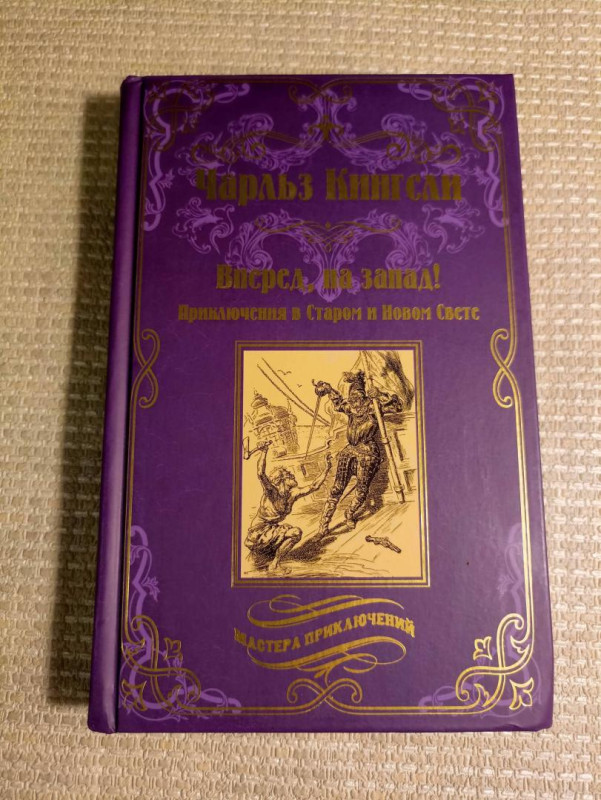 Чарльз Кингсли
Вперед, на запад!
Приключения в Старом и Новом Свете
МАСТЕРА ПРИКЛЮЧЕНИЙ